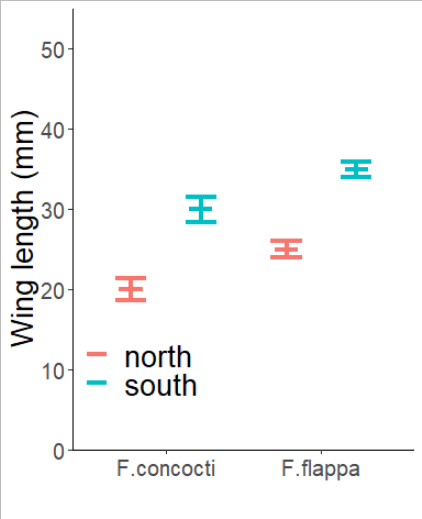 Wing length (mm)
50
40
30
20
10
0
north
south
F.concocti
F.flappa